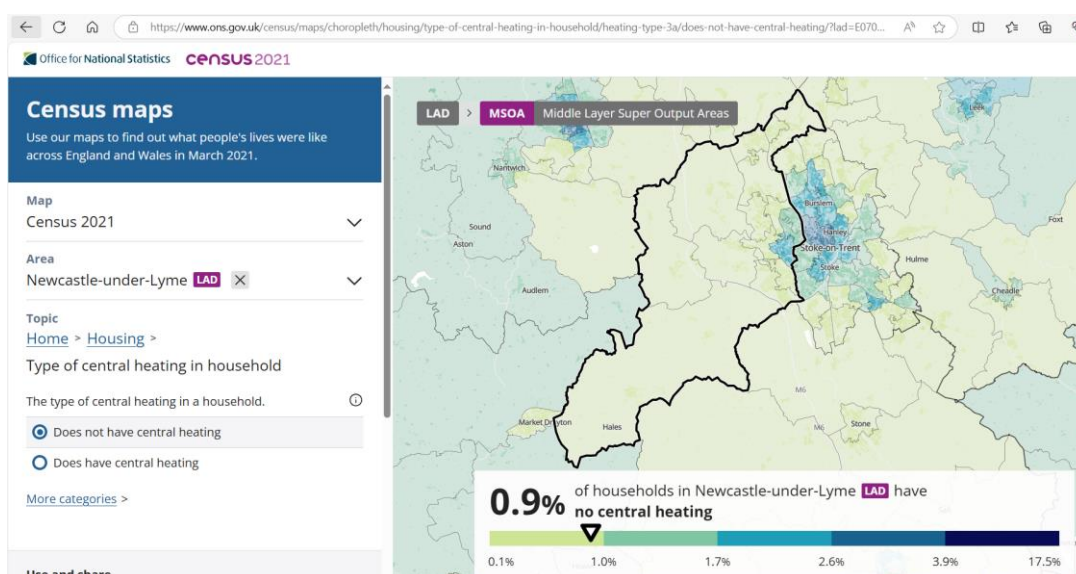 https://www.ons.gov.uk/census/maps/choropleth/housing/type-of-central-heating-in-household/heating-type-3a/does-not-have-central-heating/?lad=E070...
Office for National Statistics census 2021
Census maps
Use our maps to find out what people's lives were like
across England and Wales in March 2021.
Map
Census 2021
Area
Newcastle-under-Lyme LAD ×
Topic
Home > Housing >
Type of central heating in household
The type of central heating in a household.
Does not have central heating
Does have central heating
More categories >
Use and share
LAD > MSOA Middle Layer Super Output Areas
Leek
Nantwich
Burslem
Sound
Hanley
Foxt
Aston
Stoke-on-Trent
Hulme
Stoke
Audlem
Cheadle
M6
Market Drayton
Hales
M6
Stone
0.9% of households in Newcastle-under-Lyme LAD have
no central heating
0.1% 1.0% 1.7% 2.6% 3.9% 17.5%